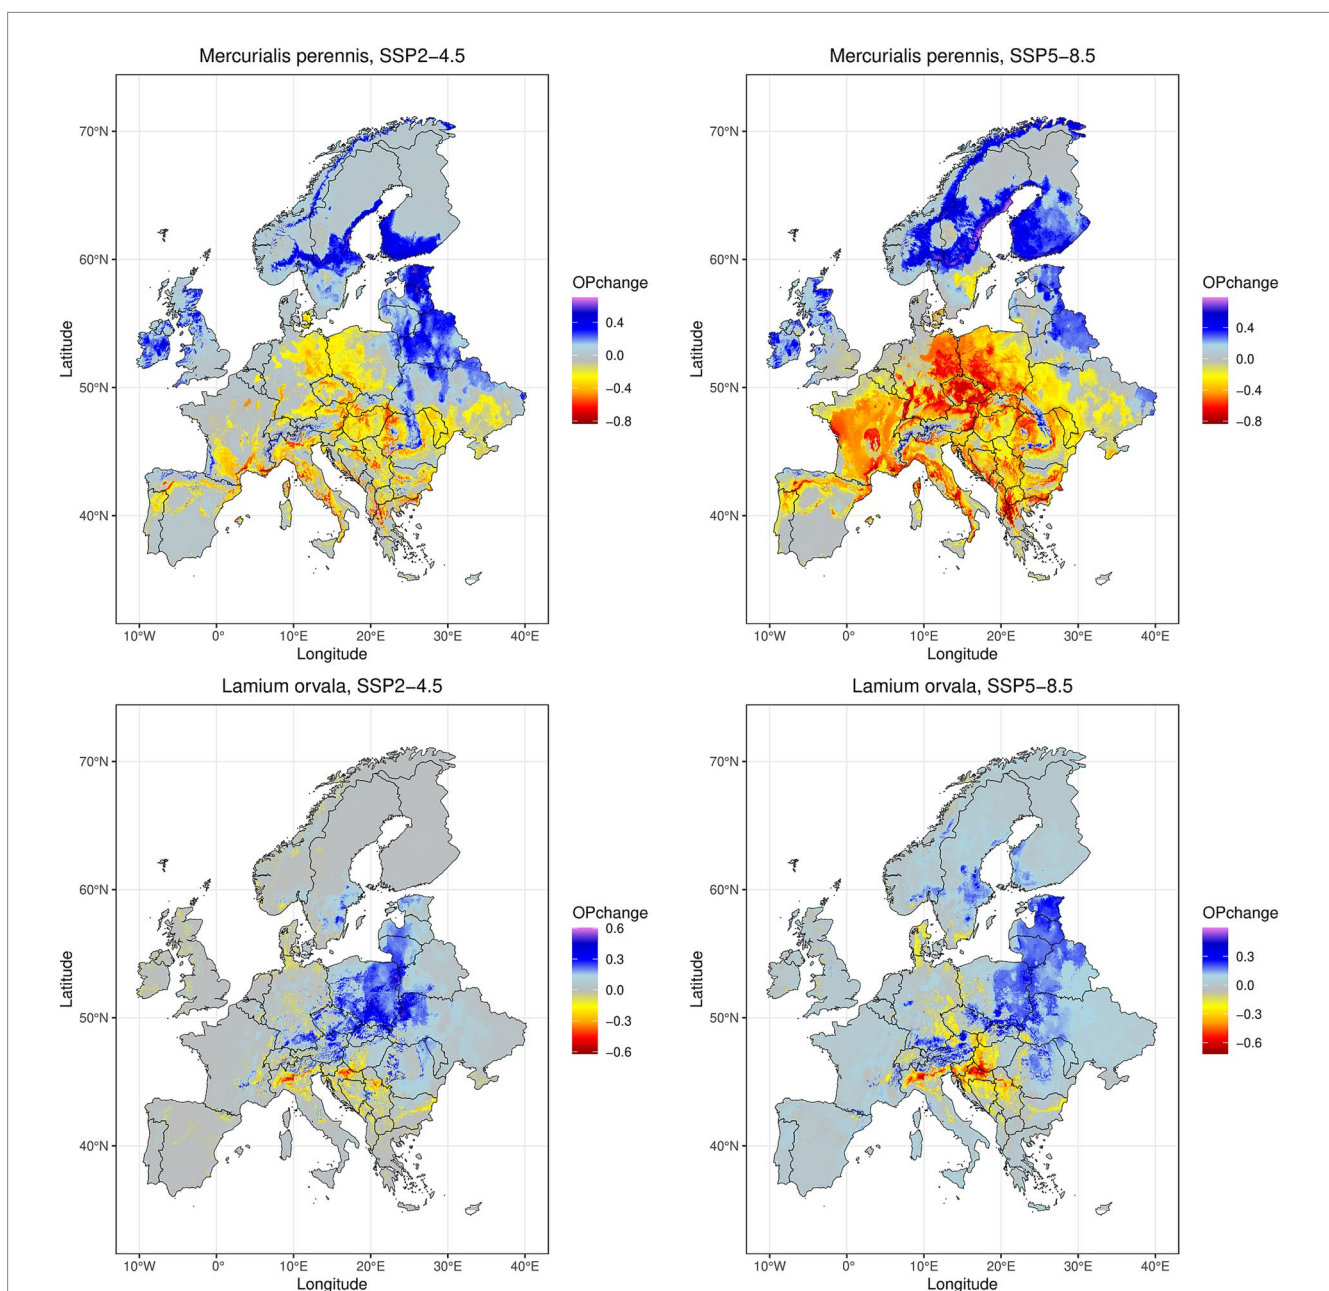 Mercurialis perennis, SSP2−4.5
70°N
60°N
50°N
40°N
Latitude
10°W 0° 10°E 20°E 30°E 40°E
Longitude
OPchange
0.4
0.0
−0.4
−0.8
Mercurialis perennis, SSP5−8.5
70°N
60°N
50°N
40°N
Latitude
10°W 0° 10°E 20°E 30°E 40°E
Longitude
OPchange
0.4
0.0
−0.4
−0.8
Lamium orvala, SSP2−4.5
70°N
60°N
50°N
40°N
Latitude
10°W 0° 10°E 20°E 30°E 40°E
Longitude
OPchange
0.6
0.3
0.0
−0.3
−0.6
Lamium orvala, SSP5−8.5
70°N
60°N
50°N
40°N
Latitude
10°W 0° 10°E 20°E 30°E 40°E
Longitude
OPchange
0.3
0.0
−0.3
−0.6